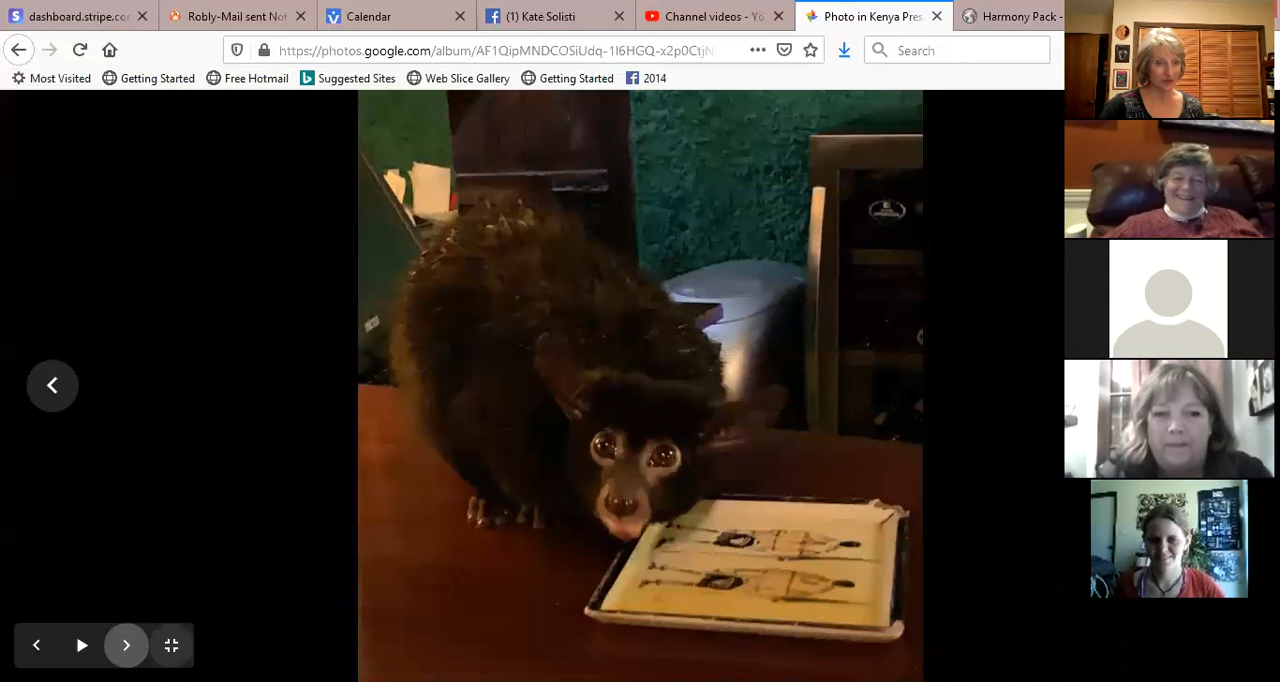 dashboard.stripe.co
Robly-Mail sent Not
Calendar
(1) Kate Solisti
Channel videos - Yo
Photo in Kenya Pres
Harmony Pack -
https://photos.google.com/album/AF1QipMNDCOSiUdq-1I6HGQ-x2p0CtjN
Search
Most Visited
Getting Started
Free Hotmail
Suggested Sites
Web Slice Gallery
Getting Started
2014